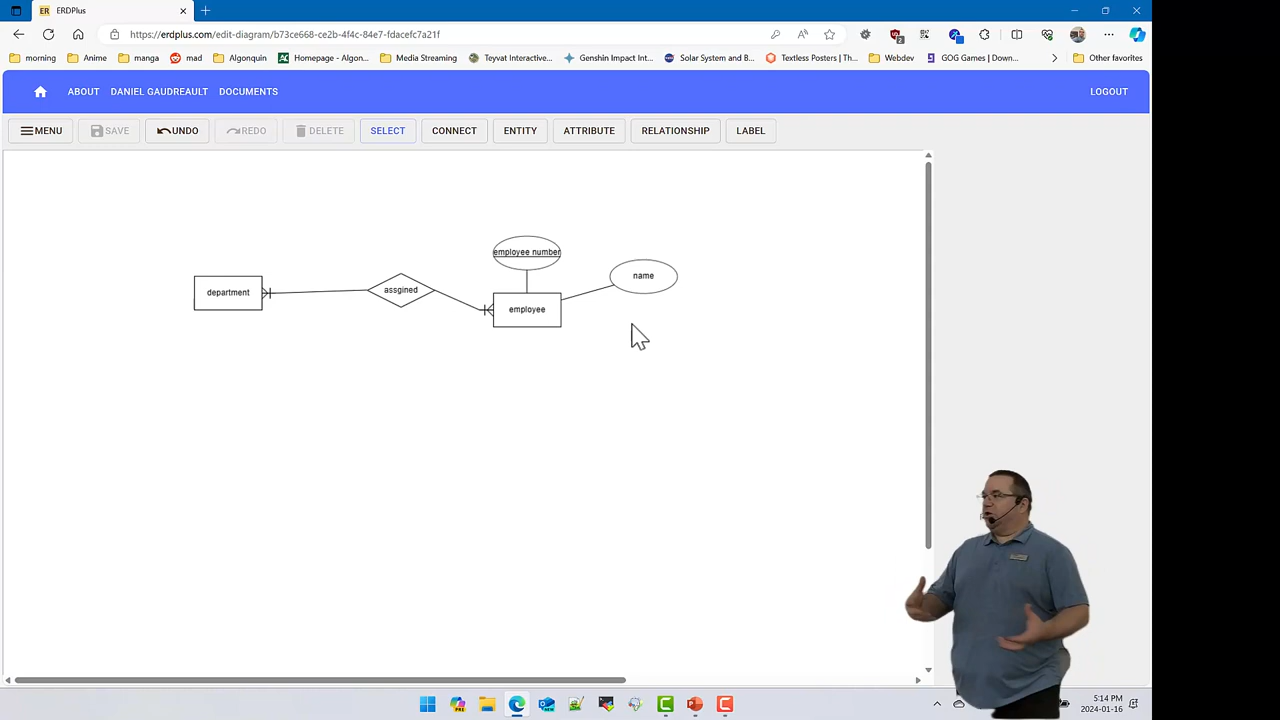 ERDPlus
https://erdplus.com/edit-diagram/b73ce668-ce2b-4f4c-84e7-fdacefc7a21f
morning Anime manga mad Algonquin Homepage - Algon... Media Streaming Teyvat Interactive... Genshin Impact Int... Solar System and B... Textless Posters | Th... Webdev GOG Games | Down... Other favorites
ABOUT DANIEL GAUDREAULT DOCUMENTS LOGOUT
MENU SAVE UNDO REDO DELETE SELECT CONNECT ENTITY ATTRIBUTE RELATIONSHIP LABEL
employee number
name
department
assgined
employee
5:14 PM
2024-01-16